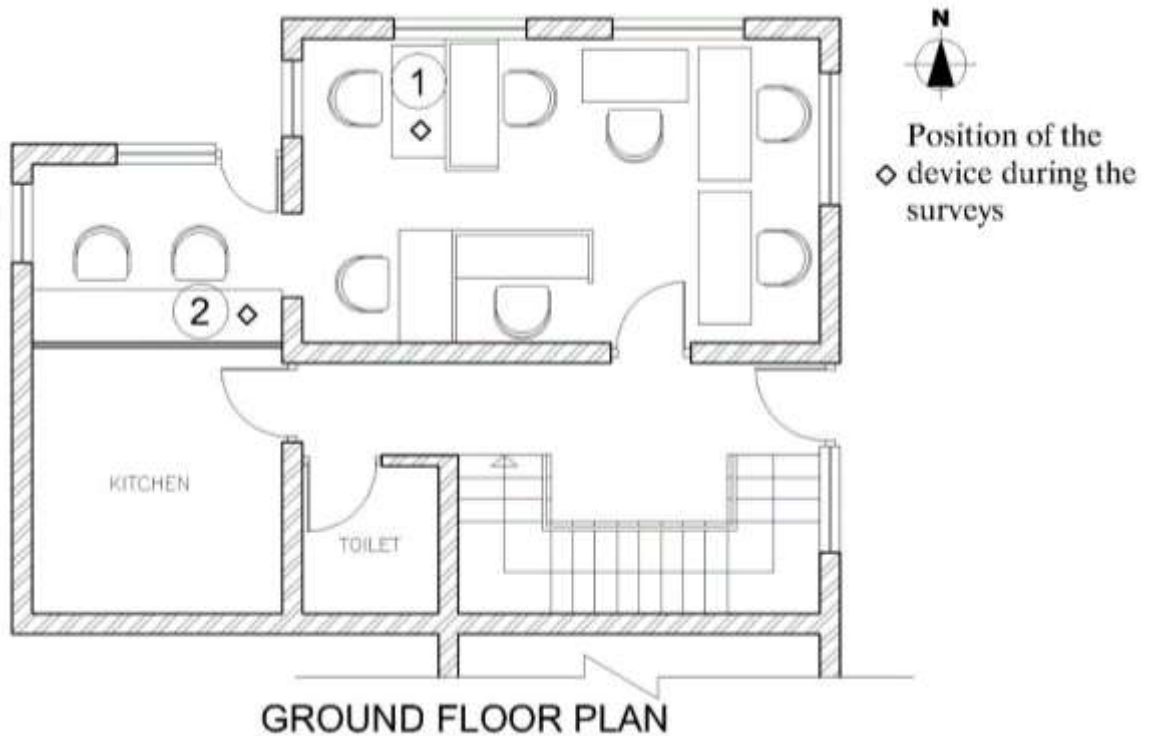 N
1
Position of the
device during the
surveys
2
KITCHEN
TOILET
GROUND FLOOR PLAN